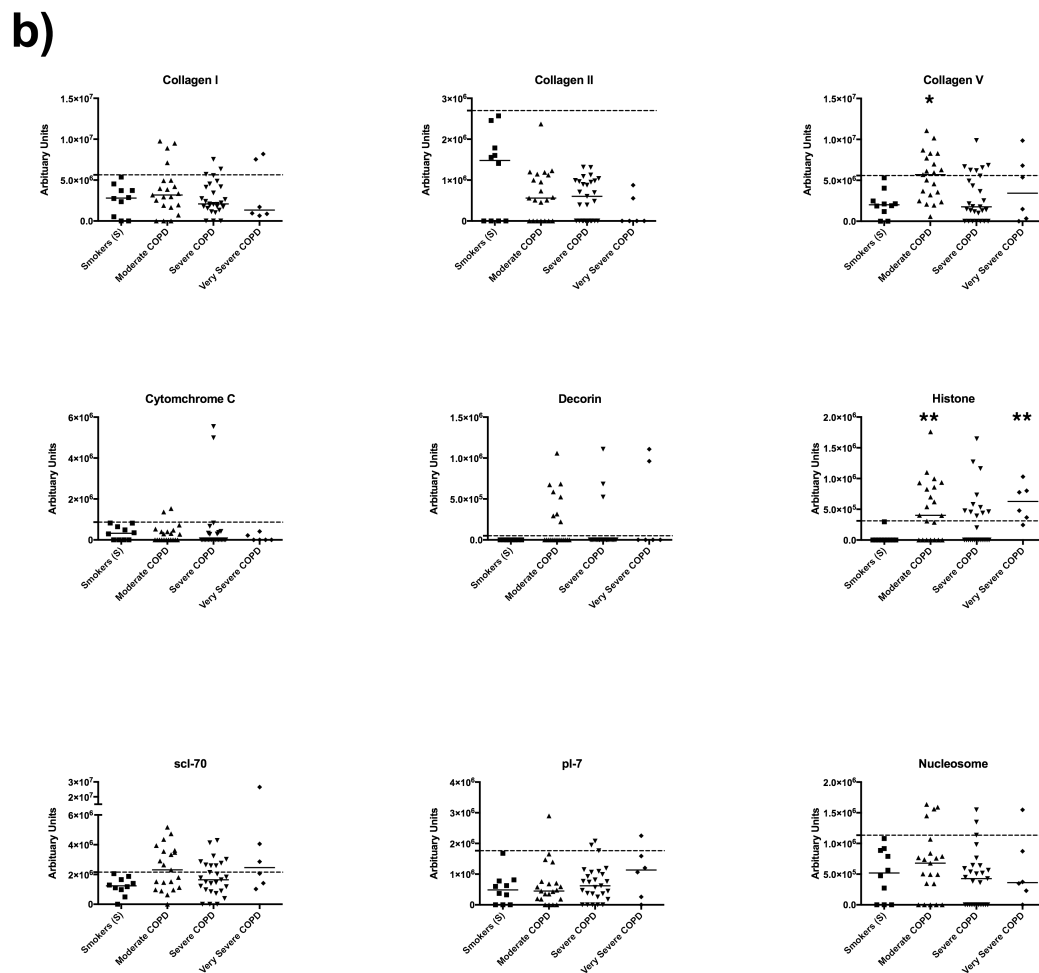 b)
Collagen I
Arbituary Units
1.5×10⁷
1.0×10⁷
5.0×10⁶
0.0
Smokers (S)
Moderate COPD
Severe COPD
Very Severe COPD
Collagen II
Arbituary Units
3×10⁶
2×10⁶
1×10⁶
0
Smokers (S)
Moderate COPD
Severe COPD
Very Severe COPD
Collagen V
Arbituary Units
1.5×10⁷
1.0×10⁷
5.0×10⁶
0.0
*
Smokers (S)
Moderate COPD
Severe COPD
Very Severe COPD
Cytomchrome C
Arbituary Units
6×10⁶
4×10⁶
2×10⁶
0
Smokers (S)
Moderate COPD
Severe COPD
Very Severe COPD
Decorin
Arbituary Units
1.5×10⁶
1.0×10⁶
5.0×10⁵
0.0
Smokers (S)
Moderate COPD
Severe COPD
Very Severe COPD
Histone
Arbituary Units
2.0×10⁶
1.5×10⁶
1.0×10⁶
5.0×10⁵
0.0
**
**
Smokers (S)
Moderate COPD
Severe COPD
Very Severe COPD
scl-70
Arbituary Units
3×10⁷
2×10⁷
6×10⁶
4×10⁶
2×10⁶
0
Smokers (S)
Moderate COPD
Severe COPD
Very Severe COPD
pl-7
Arbituary Units
4×10⁶
3×10⁶
2×10⁶
1×10⁶
0
Smokers (S)
Moderate COPD
Severe COPD
Very Severe COPD
Nucleosome
Arbituary Units
2.0×10⁶
1.5×10⁶
1.0×10⁶
5.0×10⁵
0.0
Smokers (S)
Moderate COPD
Severe COPD
Very Severe COPD